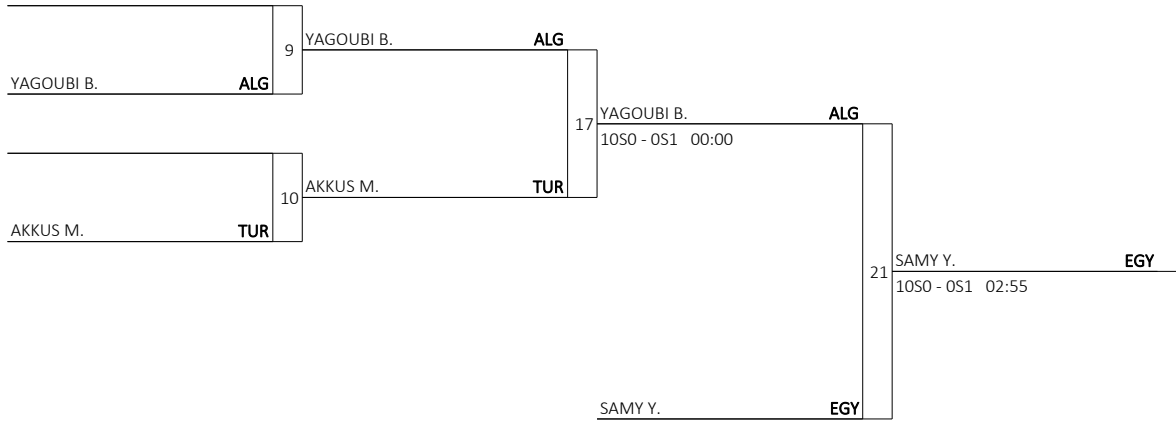 9
YAGOUBI B. ALG
YAGOUBI B. ALG
17
YAGOUBI B. ALG
10S0 - 0S1 00:00
10
AKKUS M. TUR
AKKUS M. TUR
21
SAMY Y. EGY
10S0 - 0S1 02:55
SAMY Y. EGY